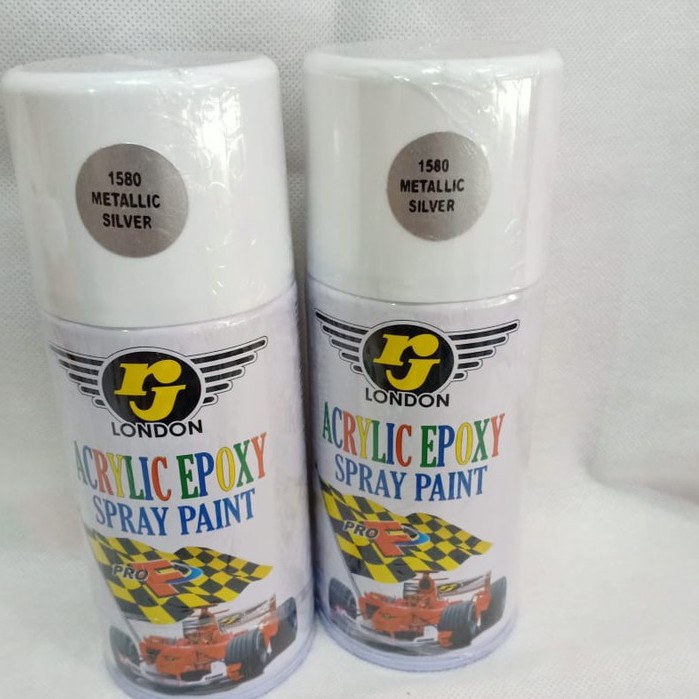 1580
METALLIC
SILVER
rj
LONDON
ACRYLIC EPOXY
SPRAY PAINT
PRO
1580
METALLIC
SILVER
rj
LONDON
ACRYLIC EPOXY
SPRAY PAINT
PRO